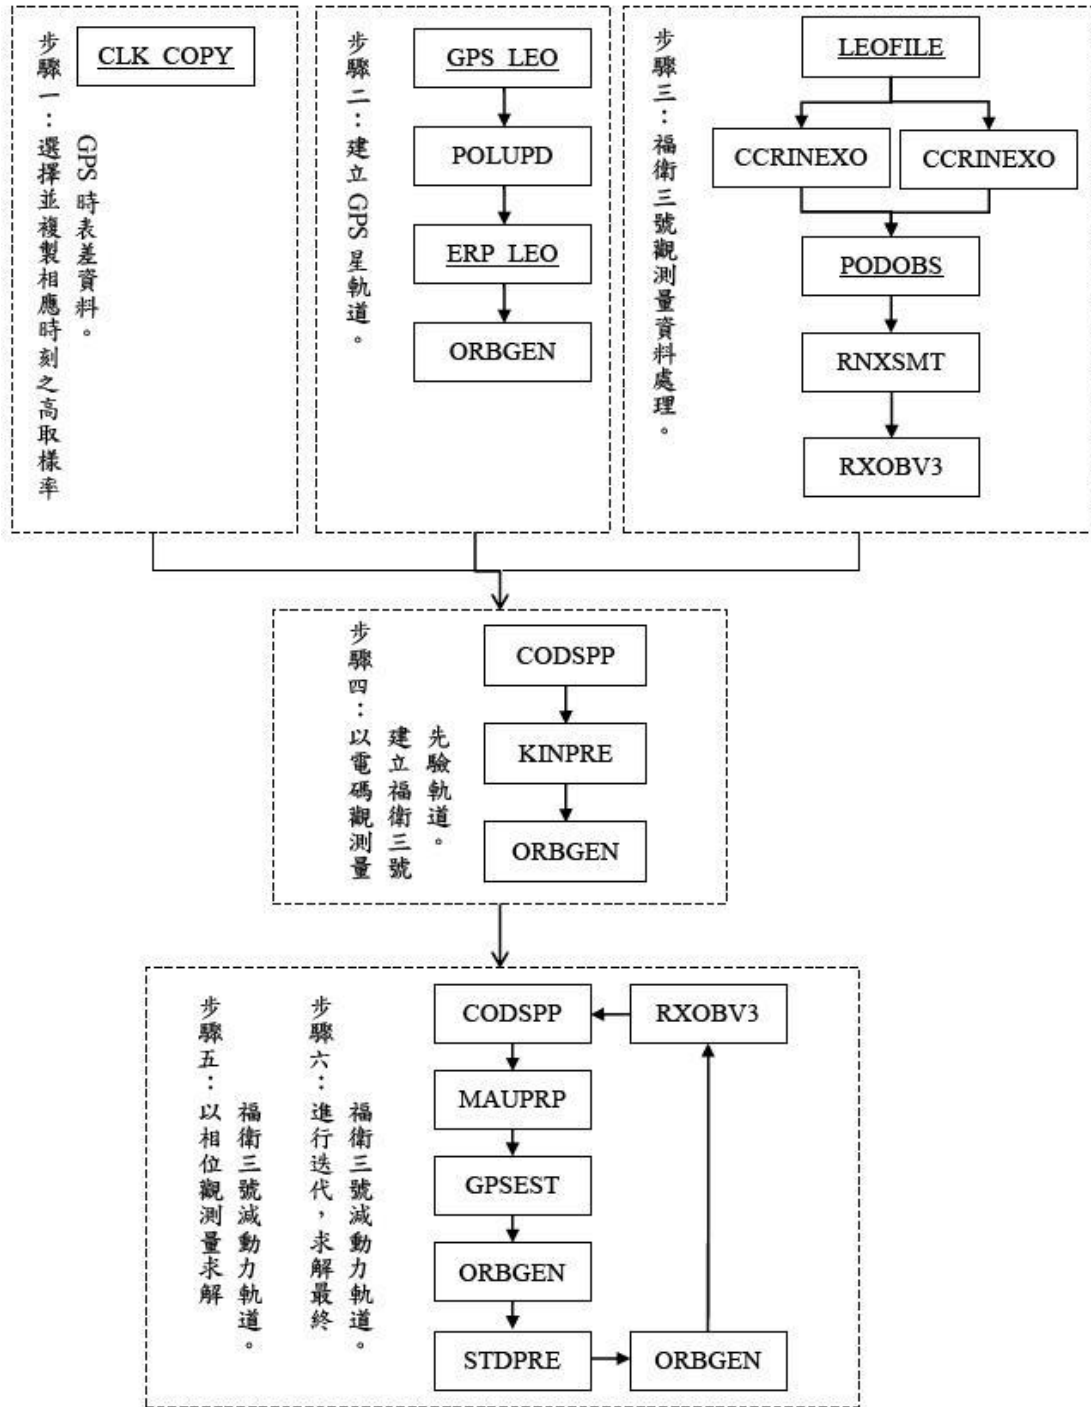 步驟一：選擇並複製相應時刻之高取樣率
GPS 時表差資料。
CLK COPY
步驟二：建立 GPS 星軌道。
GPS LEO
POLUPD
ERP LEO
ORBGEN
步驟三：福衛三號觀測量資料處理。
LEOFILE
CCRINEXO
CCRINEXO
PODOBS
RNXSMT
RXOBV3
步驟四：以電碼觀測量
建立福衛三號
先驗軌道。
CODSPP
KINPRE
ORBGEN
步驟五：以相位觀測量求解
福衛三號減動力軌道。
步驟六：進行迭代，求解最終
福衛三號減動力軌道。
CODSPP
RXOBV3
MAUPRP
GPSEST
ORBGEN
STDPRE
ORBGEN